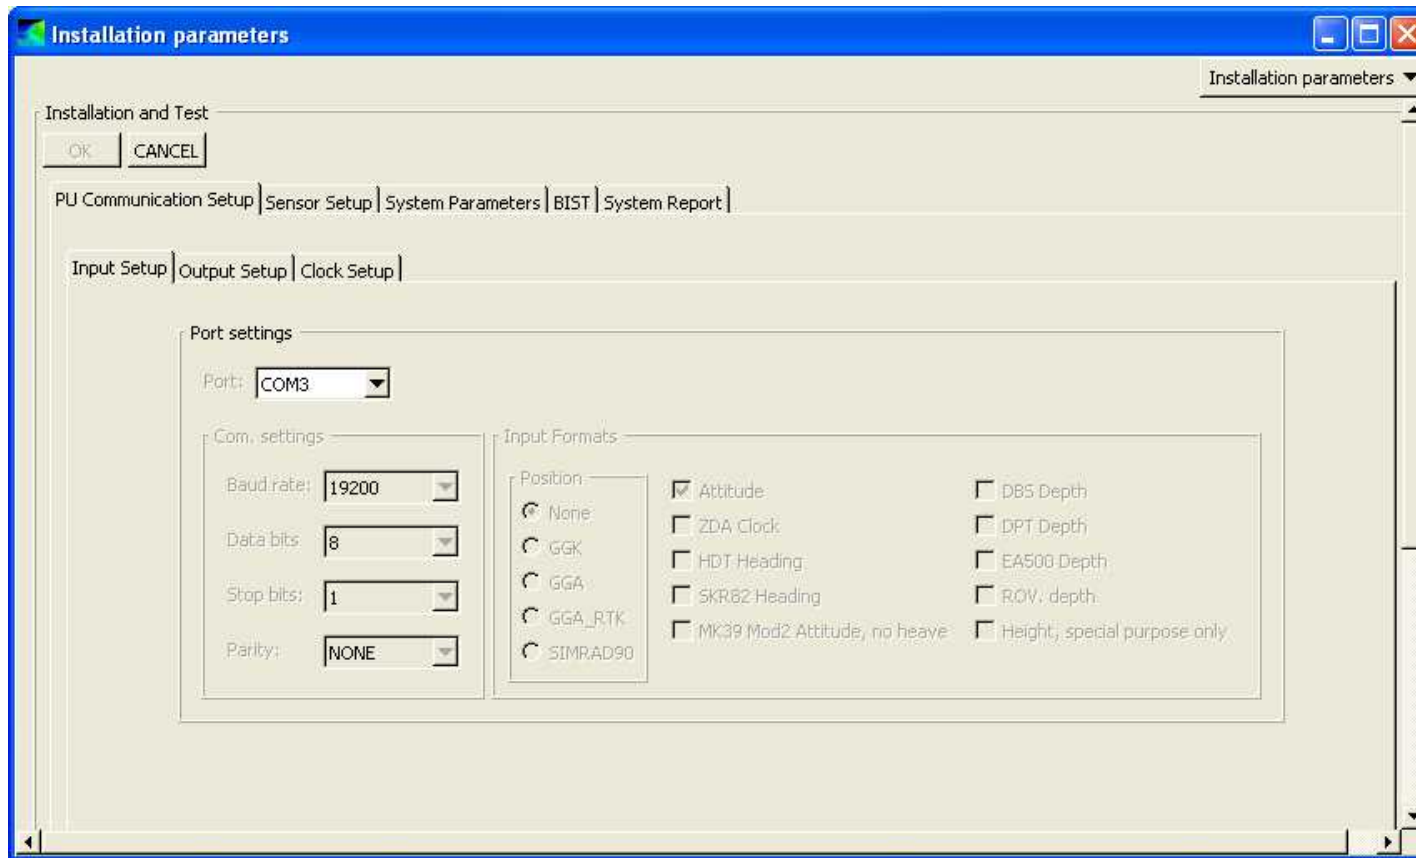 Installation parameters
Installation parameters
Installation and Test
OK CANCEL
PU Communication Setup Sensor Setup System Parameters BIST System Report
Input Setup Output Setup Clock Setup
Port settings
Port: COM3
Com. settings Input Formats
Baud rate: 19200 Position Attitude DBS Depth
None
Data bits 8 ZDA Clock DPT Depth
GGK HDT Heading EA500 Depth
Stop bits: 1 GGA SKR82 Heading ROV. depth
GGA_RTK MK39 Mod2 Attitude, no heave Height, special purpose only
Parity: NONE SIMRAD90